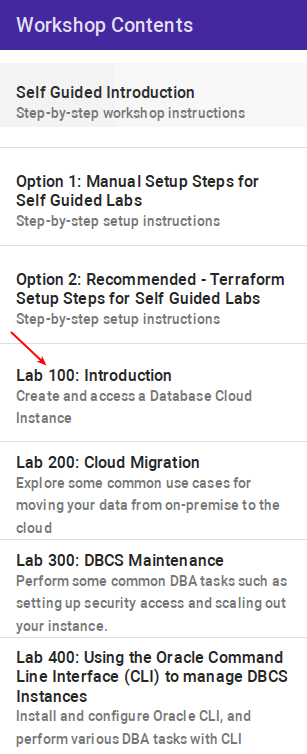 Workshop Contents
Self Guided Introduction
Step-by-step workshop instructions
Option 1: Manual Setup Steps for
Self Guided Labs
Step-by-step setup instructions
Option 2: Recommended - Terraform
Setup Steps for Self Guided Labs
Step-by-step setup instructions
Lab 100: Introduction
Create and access a Database Cloud
Instance
Lab 200: Cloud Migration
Explore some common use cases for
moving your data from on-premise to the
cloud
Lab 300: DBCS Maintenance
Perform some common DBA tasks such as
setting up security access and scaling out
your instance.
Lab 400: Using the Oracle Command
Line Interface (CLI) to manage DBCS
Instances
Install and configure Oracle CLI, and
perform various DBA tasks with CLI